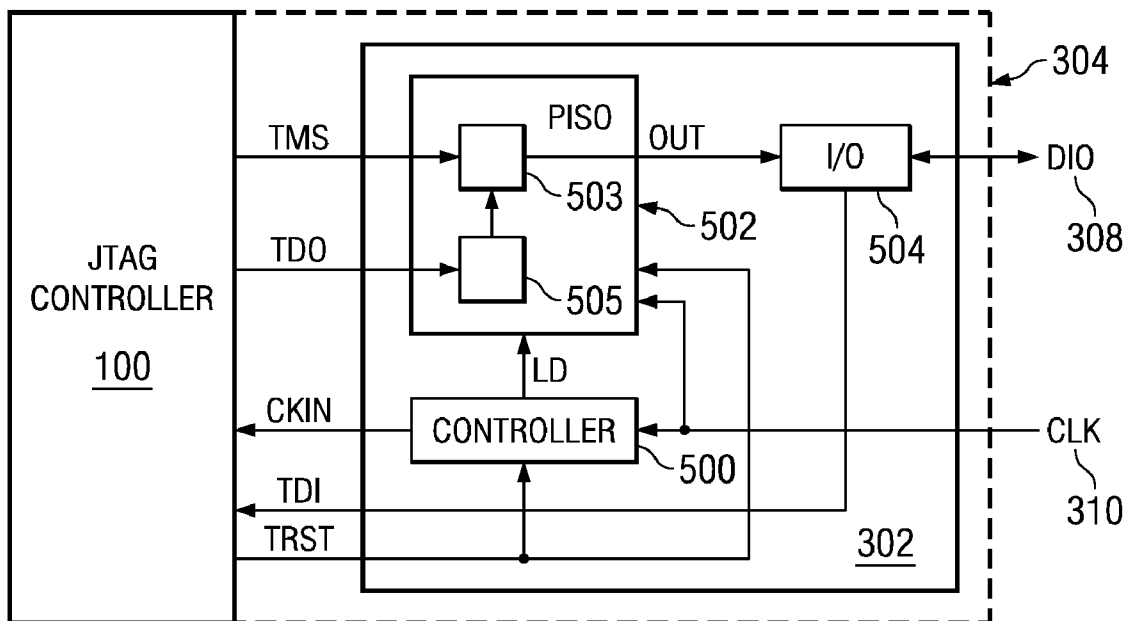 304
PISO
TMS
OUT
I/O
DIO
503
502
504
308
TDO
JTAG
CONTROLLER
505
100
LD
CKIN
CONTROLLER
CLK
500
310
TDI
TRST
302